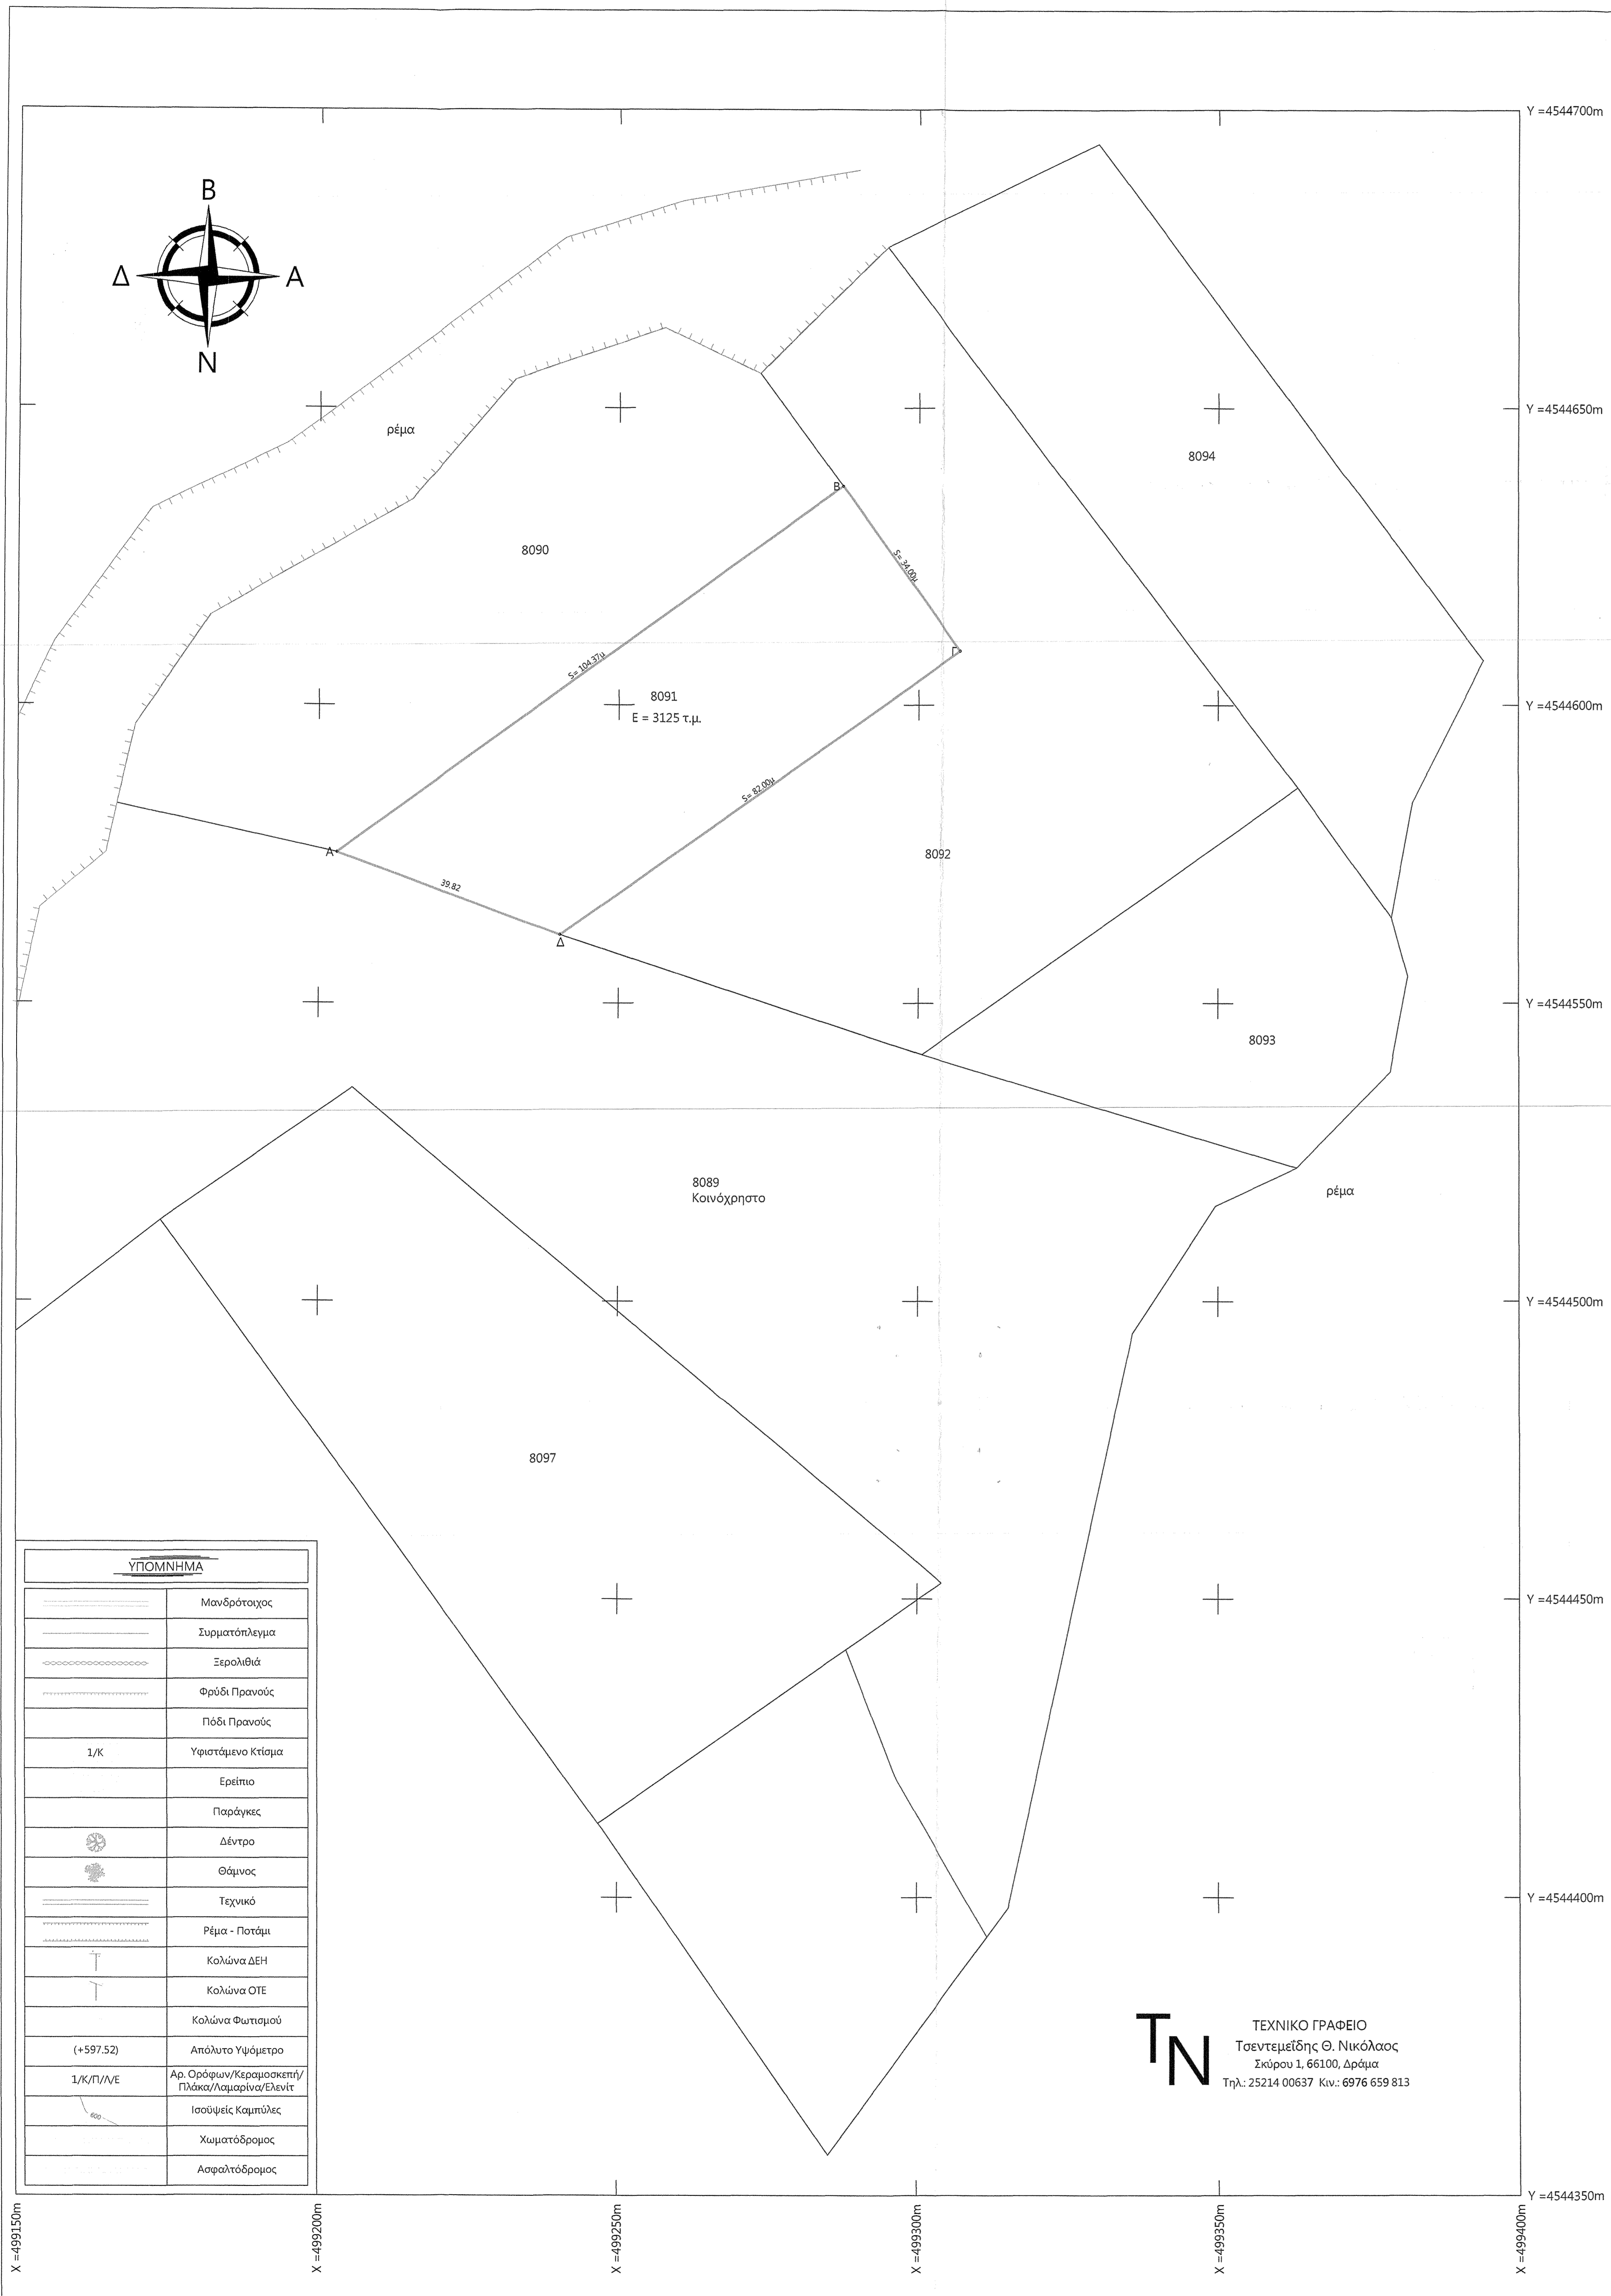 Y =4544700m
Β
Δ
Α
Ν
Y =4544650m
ρέμα
8094
Β
8090
S= 34.00μ
Γ
S= 104.37μ
8091
Ε = 3125 τ.μ.
Y =4544600m
S= 82.00μ
Α
8092
39.82
Δ
Y =4544550m
8093
8089
Κοινόχρηστο
ρέμα
Y =4544500m
8097
ΥΠΟΜΝΗΜΑ
Μανδρότοιχος
Συρματόπλεγμα
Ξερολιθιά
Φρύδι Πρανούς
Πόδι Πρανούς
1/Κ Υφιστάμενο Κτίσμα
Ερείπιο
Παράγκες
Δέντρο
Θάμνος
Τεχνικό
Ρέμα - Ποτάμι
Κολώνα ΔΕΗ
Κολώνα ΟΤΕ
Κολώνα Φωτισμού
(+597.52) Απόλυτο Υψόμετρο
1/Κ/Π/Λ/Ε Αρ. Ορόφων/Κεραμοσκεπή/
Πλάκα/Λαμαρίνα/Ελενίτ
600 Ισοϋψείς Καμπύλες
Χωματόδρομος
Ασφαλτόδρομος
Y =4544450m
Y =4544400m
TN
ΤΕΧΝΙΚΟ ΓΡΑΦΕΙΟ
Τσεντεμεΐδης Θ. Νικόλαος
Σκύρου 1, 66100, Δράμα
Τηλ.: 25214 00637 Κιν.: 6976 659 813
Y =4544350m
X =499150m
X =499200m
X =499250m
X =499300m
X =499350m
X =499400m